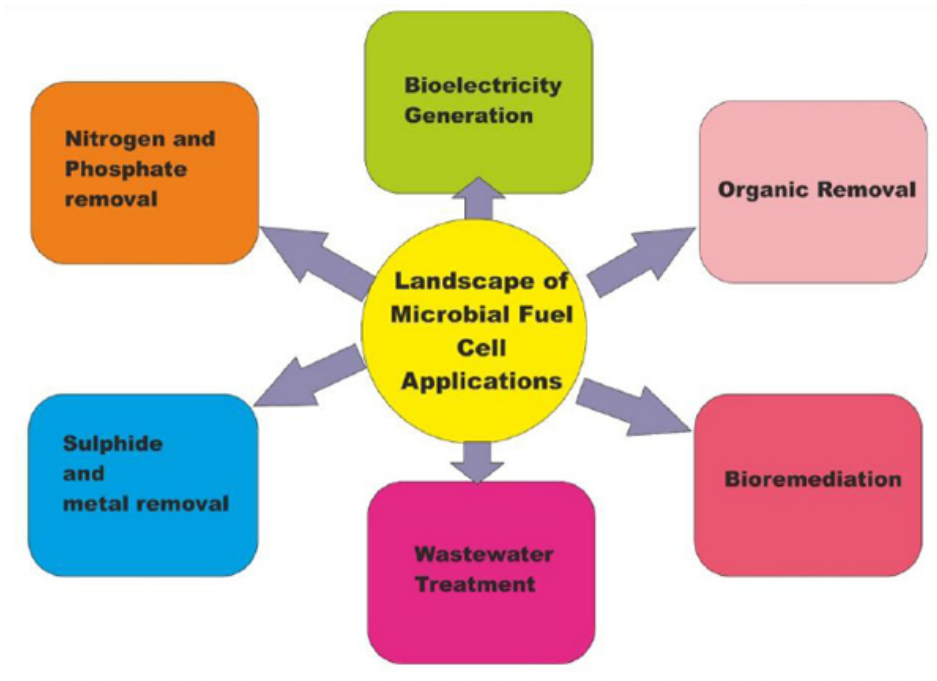 Bioelectricity
Generation
Nitrogen and
Phosphate
removal
Organic Removal
Landscape of
Microbial Fuel
Cell
Applications
Sulphide
and
metal removal
Bioremediation
Wastewater
Treatment